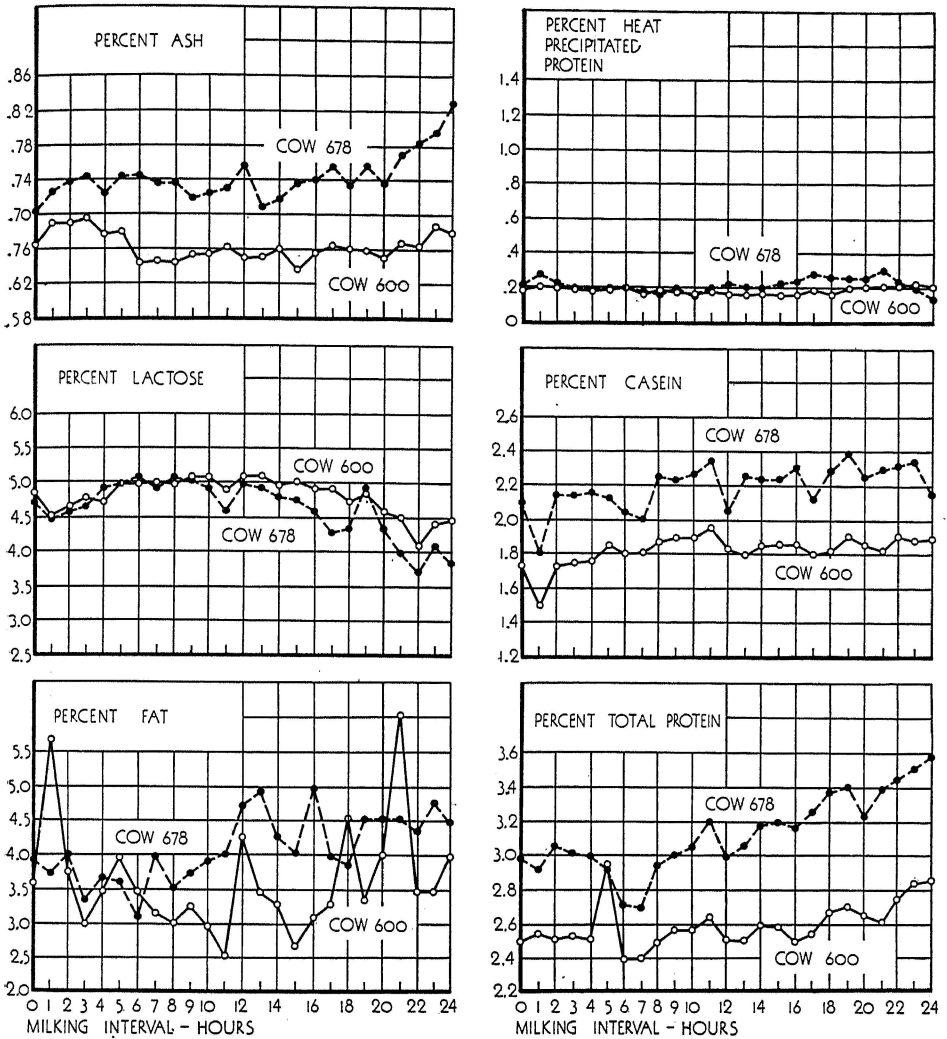 PERCENT ASH
.86
.82
.78
.74
.70
.76
.62
.58
COW 678
COW 600
PERCENT HEAT
PRECIPITATED
PROTEIN
1.4
1.2
1.0
.8
.6
.4
.2
0
COW 678
COW 600
PERCENT LACTOSE
6.0
5.5
5.0
4.5
4.0
3.5
3.0
2.5
COW 600
COW 678
PERCENT CASEIN
2.6
2.4
2.2
2.0
1.8
1.6
1.4
1.2
COW 678
COW 600
PERCENT FAT
5.5
5.0
4.5
4.0
3.5
3.0
2.5
2.0
COW 678
COW 600
0 1 2 3 4 5 6 7 8 9 10 12 14 16 18 20 22 24
MILKING INTERVAL - HOURS
PERCENT TOTAL PROTEIN
3.6
3.4
3.2
3.0
2.8
2.6
2.4
2.2
COW 678
COW 600
0 1 2 3 4 5 6 7 8 9 10 12 14 16 18 20 22 24
MILKING INTERVAL - HOURS